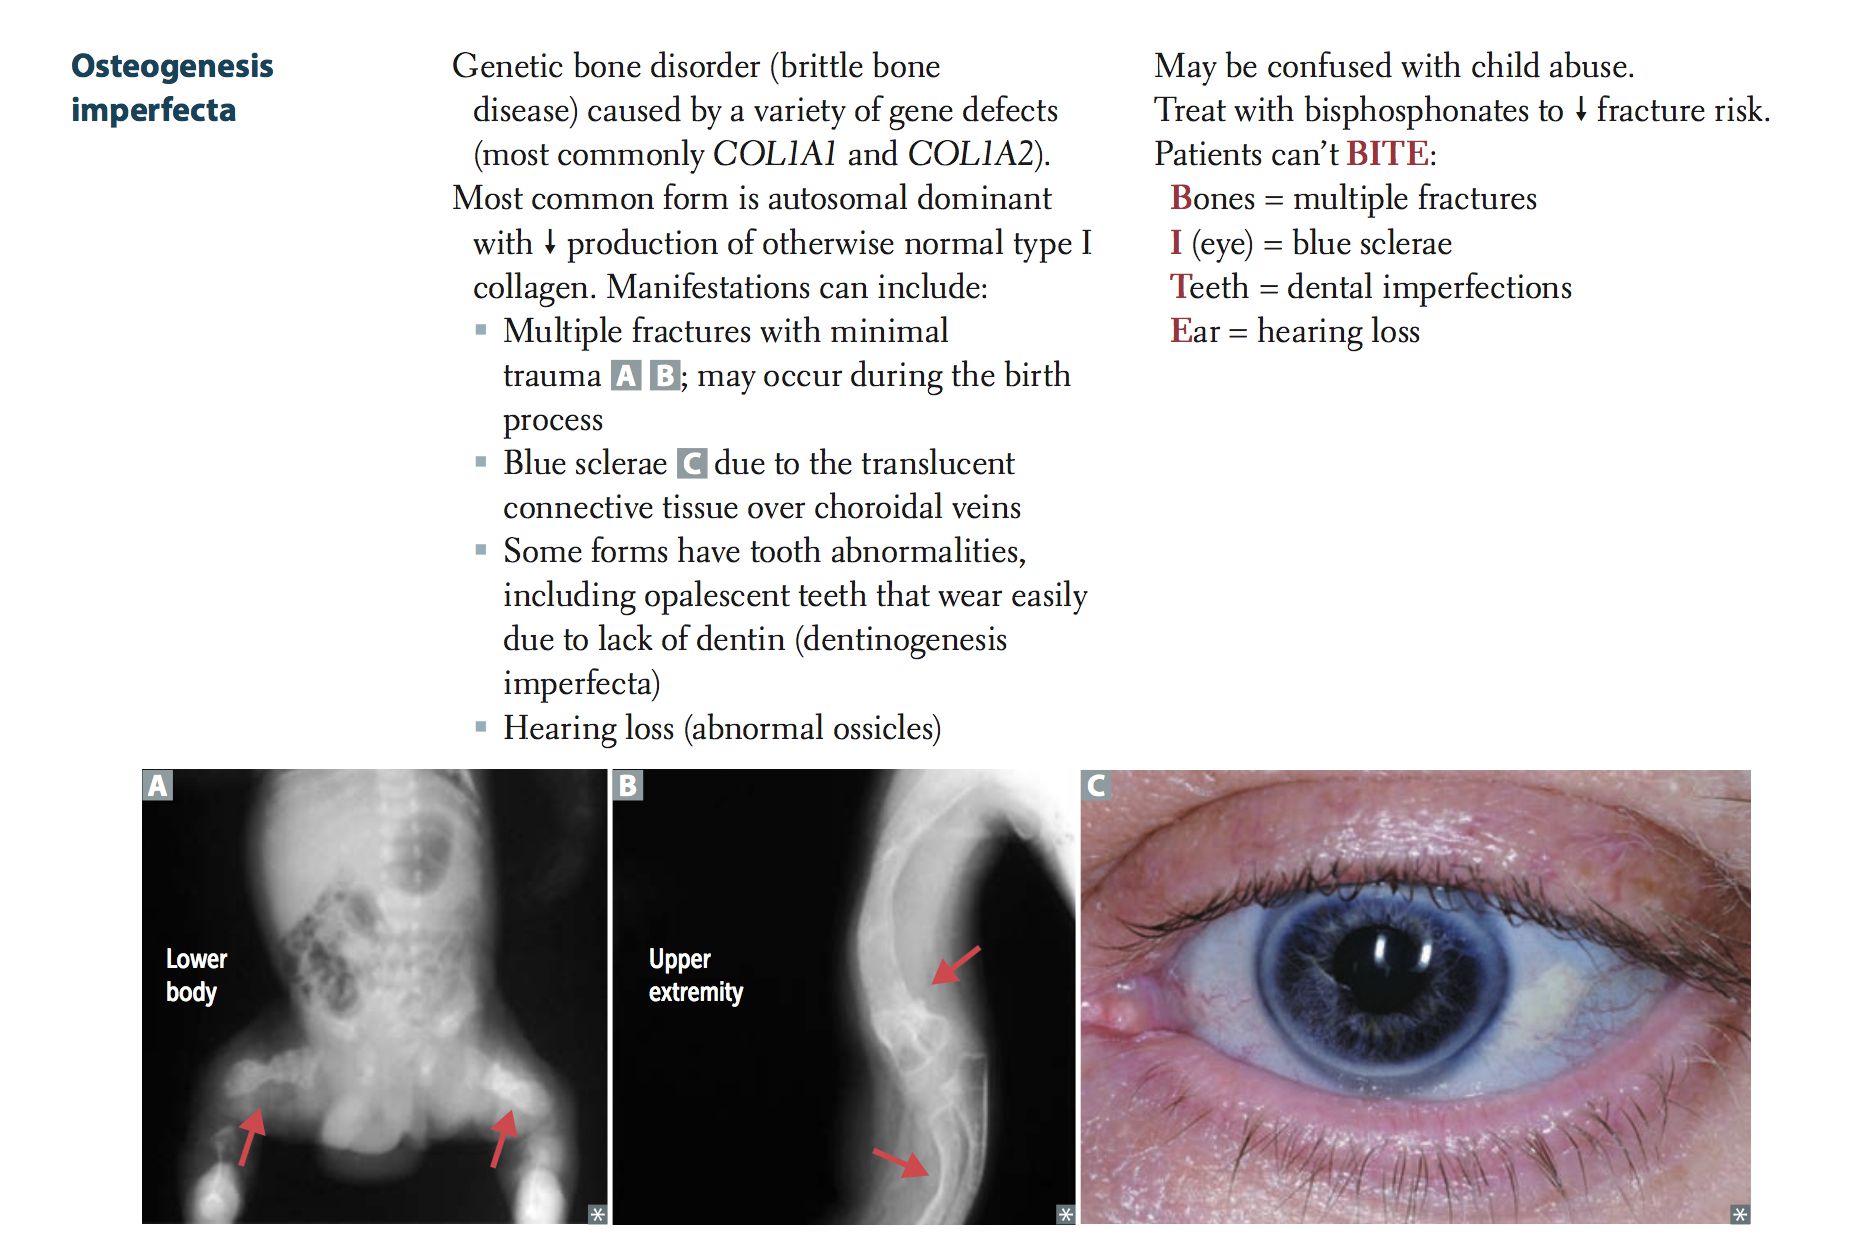 Osteogenesis
imperfecta
Genetic bone disorder (brittle bone
disease) caused by a variety of gene defects
(most commonly COL1A1 and COL1A2).
Most common form is autosomal dominant
with ↓ production of otherwise normal type I
collagen. Manifestations can include:
▪ Multiple fractures with minimal
trauma A B; may occur during the birth
process
▪ Blue sclerae C due to the translucent
connective tissue over choroidal veins
▪ Some forms have tooth abnormalities,
including opalescent teeth that wear easily
due to lack of dentin (dentinogenesis
imperfecta)
▪ Hearing loss (abnormal ossicles)
May be confused with child abuse.
Treat with bisphosphonates to ↓ fracture risk.
Patients can’t BITE:
Bones = multiple fractures
I (eye) = blue sclerae
Teeth = dental imperfections
Ear = hearing loss
A
Lower
body
*
B
Upper
extremity
*
C
*